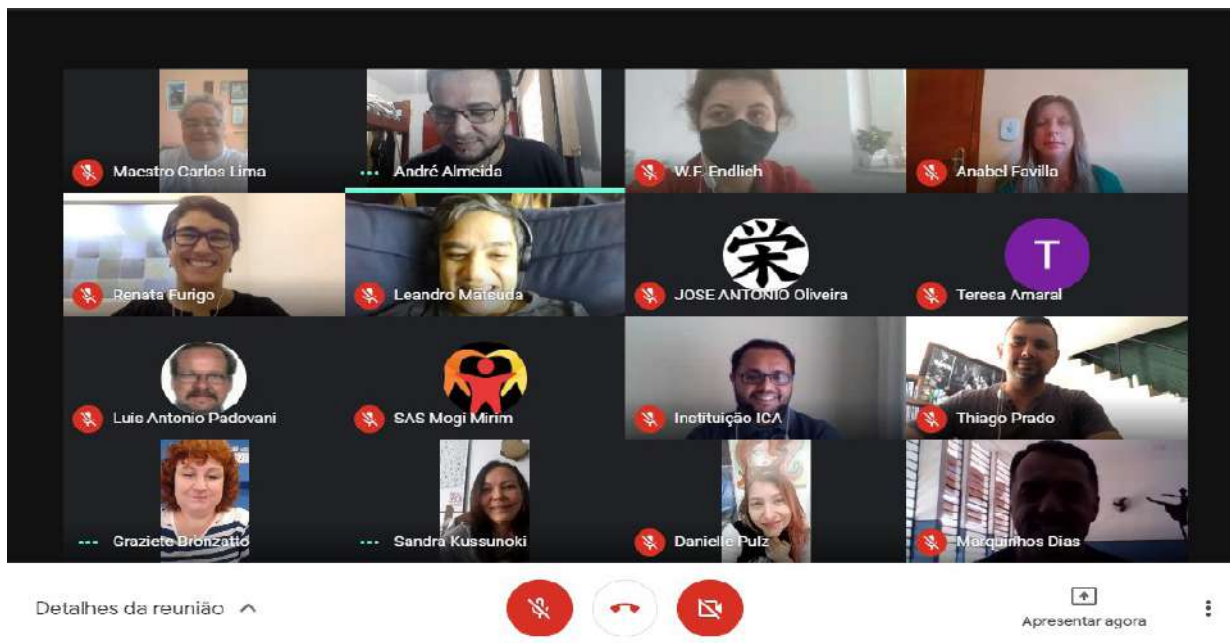 Maestro Carlos Lima
André Almeida
W.F. Endlich
Anabel Favilla
Renata Furigo
Leandro Matsuda
栄
JOSE ANTONIO Oliveira
T
Teresa Amaral
Luis Antonio Padovani
SAS Mogi Mirim
Instituição ICA
Thiago Prado
Graziete Bronzatto
Sandra Kussunoki
Danielle Pulz
Marquinhos Dias
Detalhes da reunião
Apresentar agora